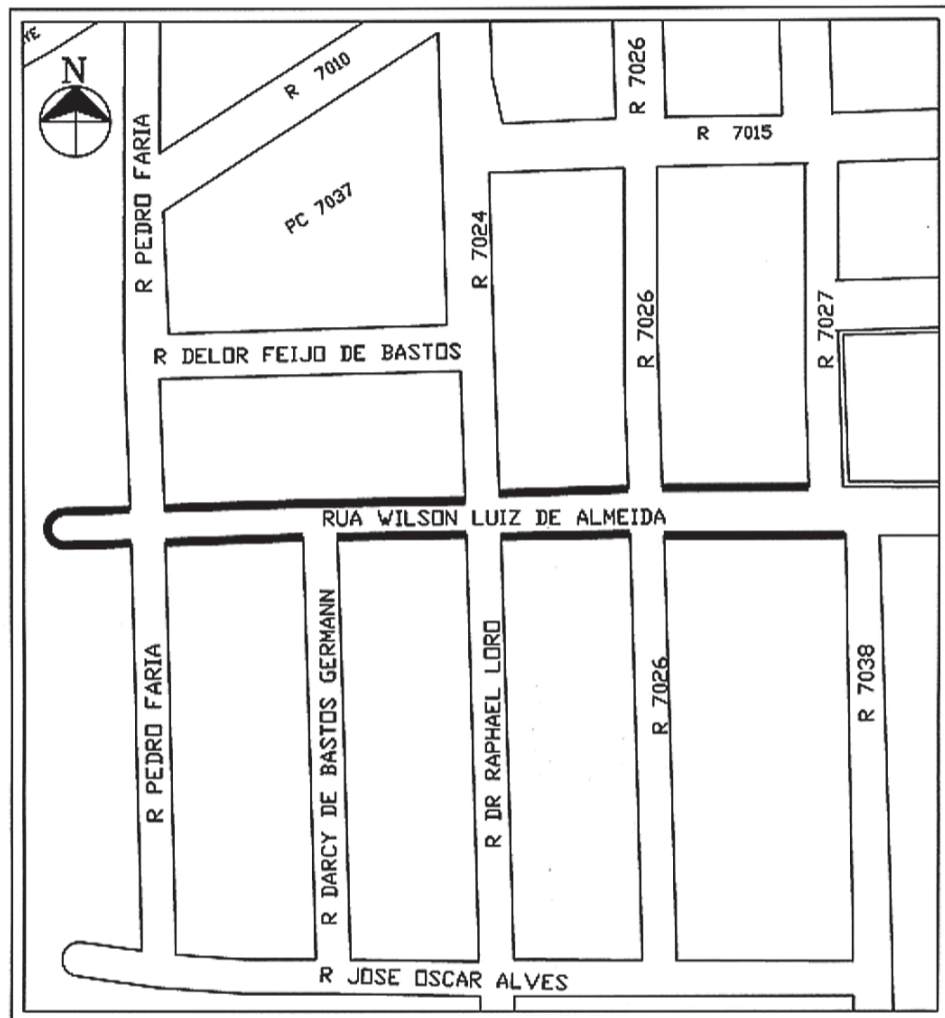 N
R 7010
R 7026
R 7015
R PEDRO FARIA
PC 7037
R 7024
R 7026
R 7027
R DELOR FEIJO DE BASTOS
RUA WILSON LUIZ DE ALMEIDA
R PEDRO FARIA
R DARCY DE BASTOS GERMANN
R DR RAPHAEL LORO
R 7026
R 7038
R JOSE OSCAR ALVES